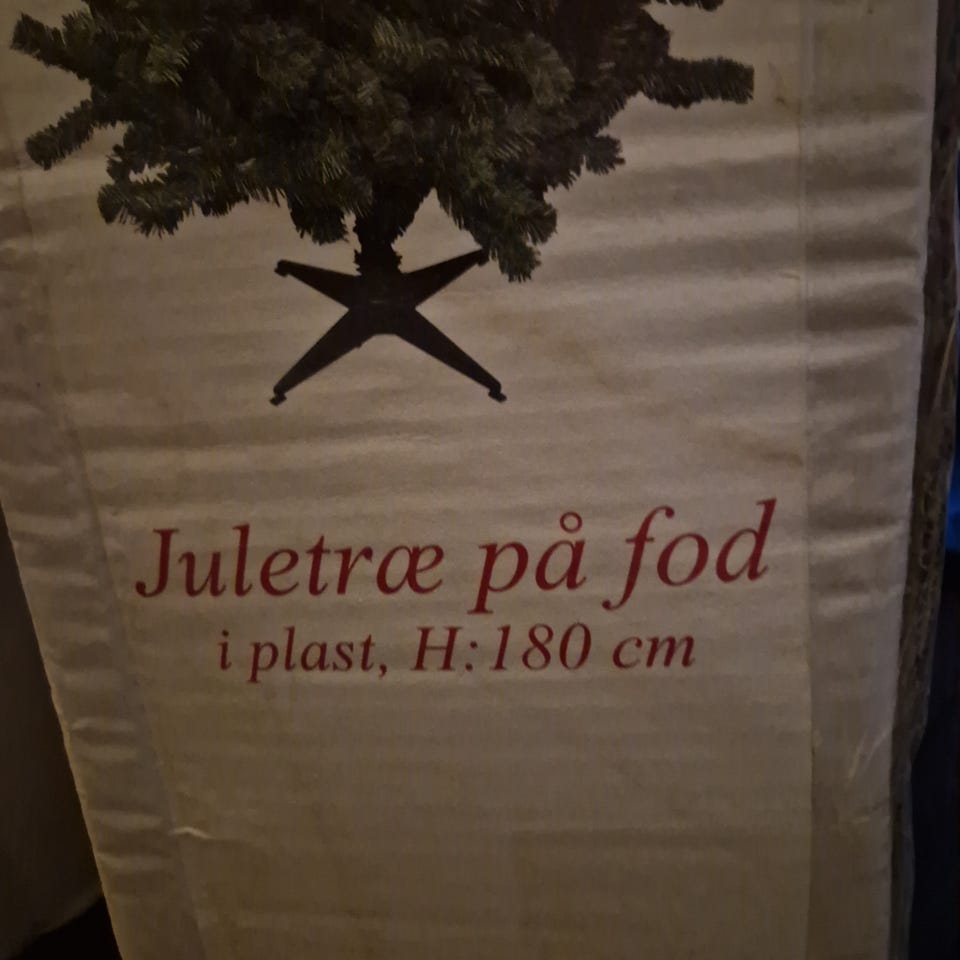 Juletræ på fod
i plast, H:180 cm